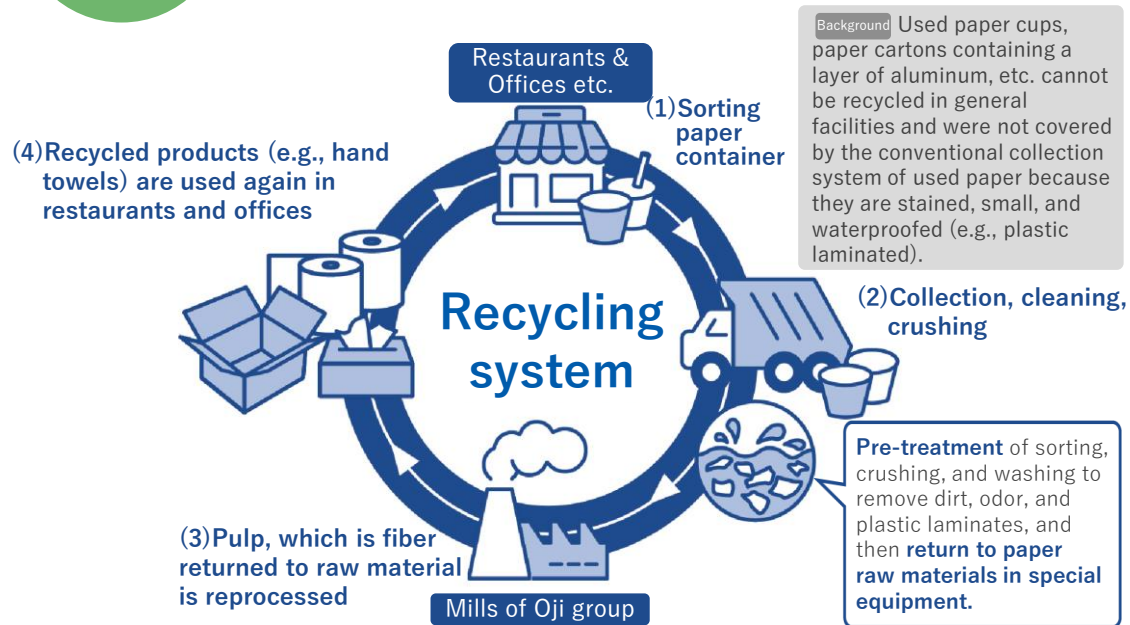 Restaurants &
Offices etc.
(1)Sorting
paper
container
Background Used paper cups,
paper cartons containing a
layer of aluminum, etc. cannot
be recycled in general
facilities and were not covered
by the conventional collection
system of used paper because
they are stained, small, and
waterproofed (e.g., plastic
laminated).
(4)Recycled products (e.g., hand
towels) are used again in
restaurants and offices
Recycling
system
(2)Collection, cleaning,
crushing
Pre-treatment of sorting,
crushing, and washing to
remove dirt, odor, and
plastic laminates, and
then return to paper
raw materials in special
equipment.
(3)Pulp, which is fiber
returned to raw material
is reprocessed
Mills of Oji group